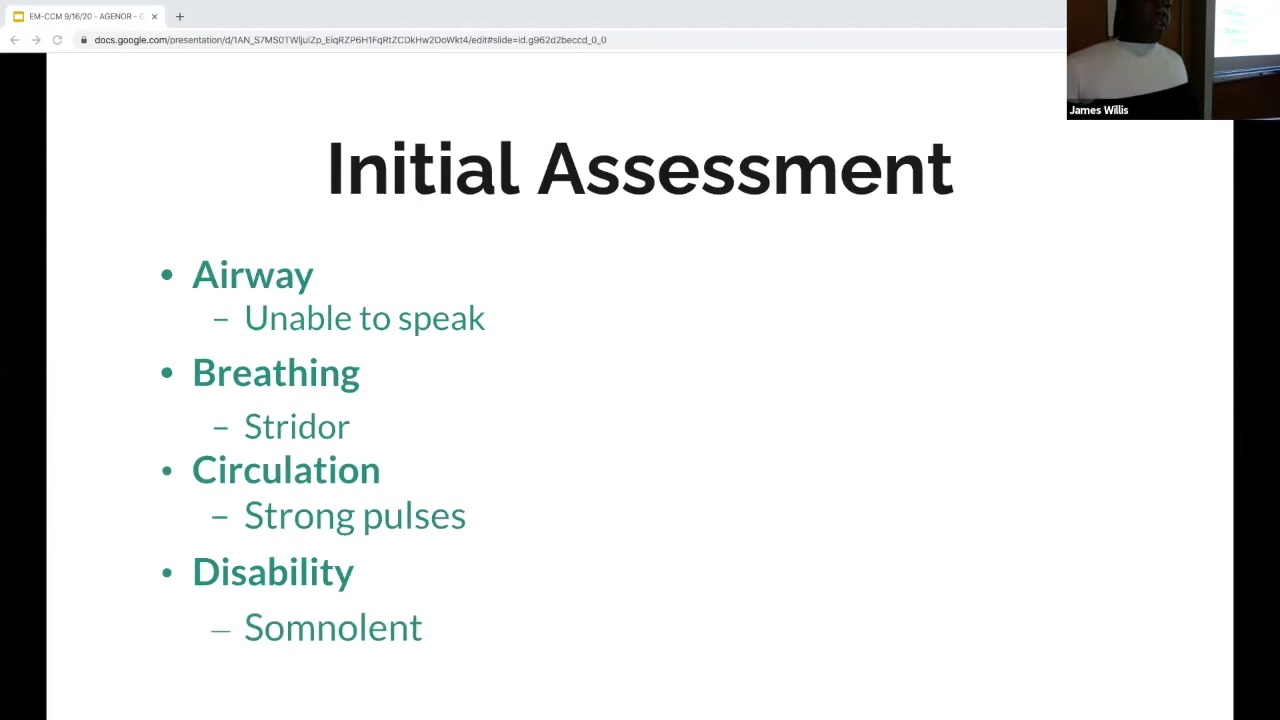 EM-CCM 9/16/20 - AGENOR - G
docs.google.com/presentation/d/1AN_S7MS0TWljulZp_EiqRZP6H1FqRtZCDkHw2OoWkt4/edit#slide=id.g962d2beccd_0_0
James Willis
Initial Assessment
• Airway
– Unable to speak
• Breathing
– Stridor
• Circulation
– Strong pulses
• Disability
– Somnolent